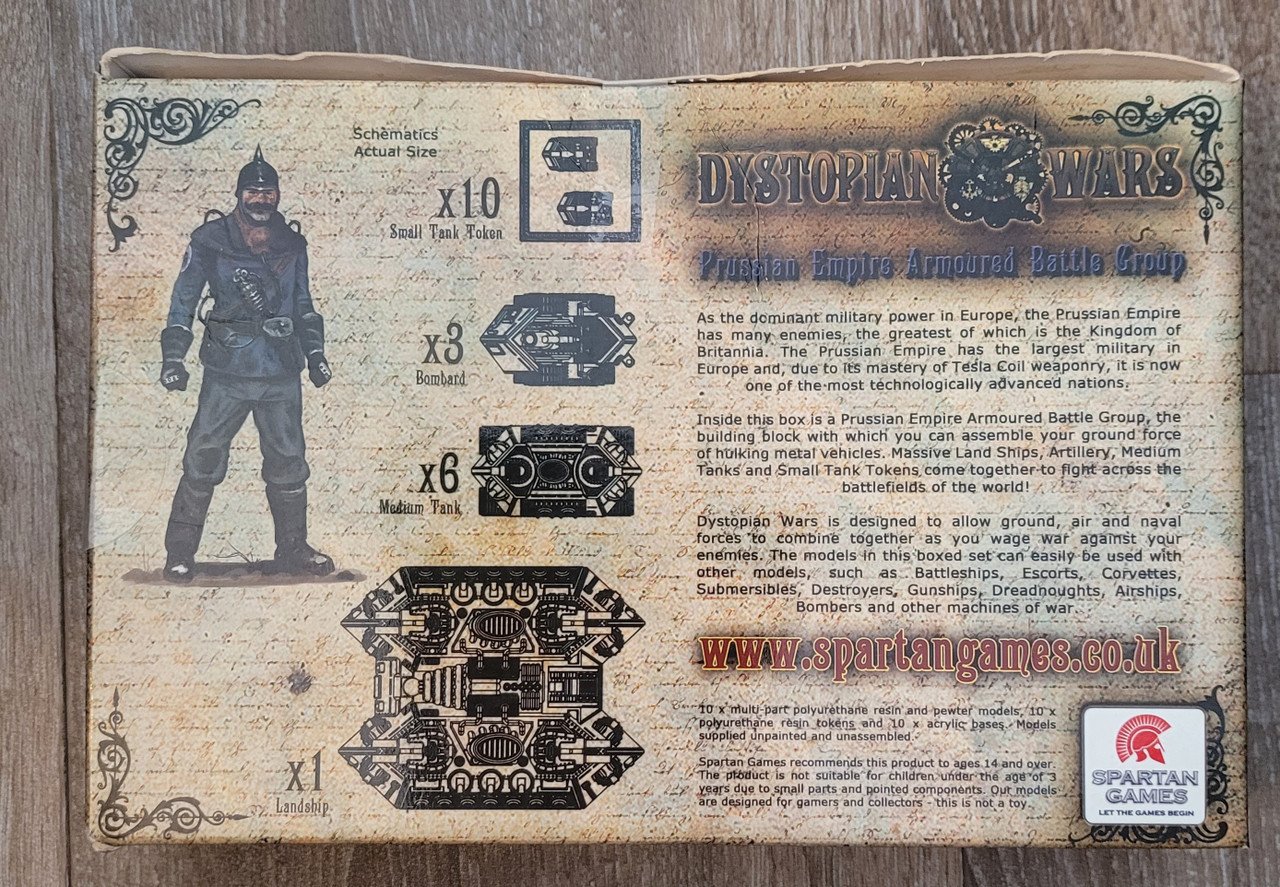 Schematics
Actual Size
x10
Small Tank Token
x3
Bombard
x6
Medium Tank
x1
Landship
DYSTOPIAN WARS
Prussian Empire Armoured Battle Group
As the dominant military power in Europe, the Prussian Empire
has many enemies, the greatest of which is the Kingdom of
Britannia. The Prussian Empire has the largest military in
Europe and, due to its mastery of Tesla Coil weaponry, it is now
one of the most technologically advanced nations.
Inside this box is a Prussian Empire Armoured Battle Group, the
building block with which you can assemble your ground force
of hulking metal vehicles. Massive Land Ships, Artillery, Medium
Tanks and Small Tank Tokens come together to fight across the
battlefields of the world!
Dystopian Wars is designed to allow ground, air and naval
forces to combine together as you wage war against your
enemies. The models in this boxed set can easily be used with
other models, such as Battleships, Escorts, Corvettes,
Submersibles, Destroyers, Gunships, Dreadnoughts, Airships,
Bombers and other machines of war.
www.spartangames.co.uk
10 x multi-part polyurethane resin and pewter models, 10 x
polyurethane resin tokens and 10 x acrylic bases. Models
supplied unpainted and unassembled.
Spartan Games recommends this product to ages 14 and over.
The product is not suitable for children under the age of 3
years due to small parts and pointed components. Our models
are designed for gamers and collectors - this is not a toy.
SPARTAN
GAMES
LET THE GAMES BEGIN